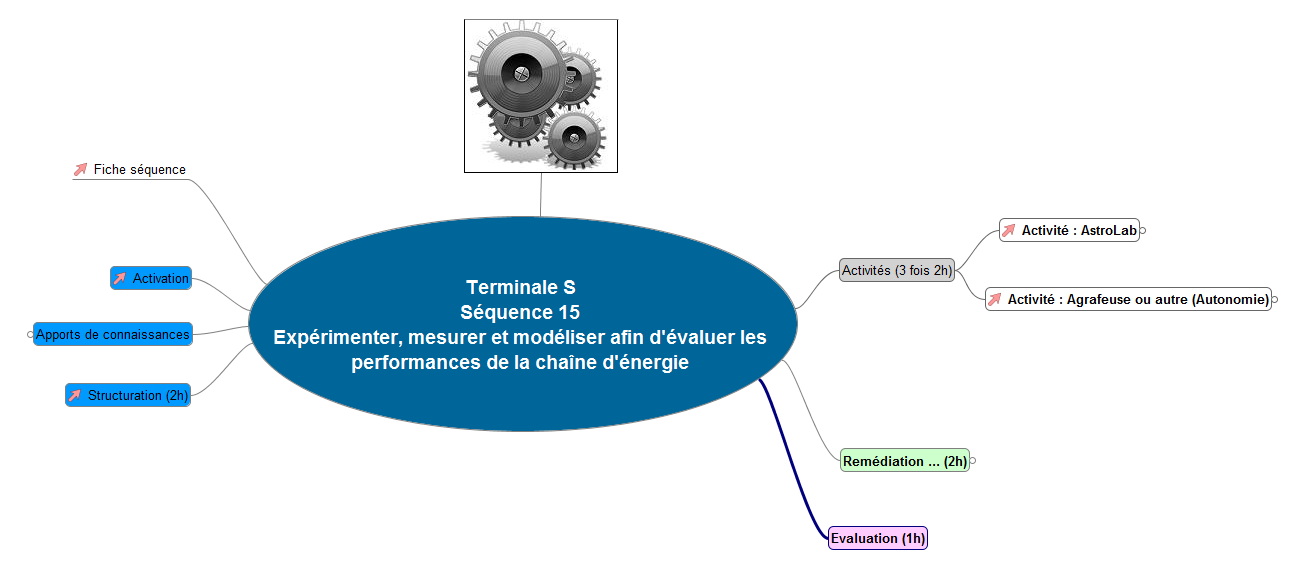 Terminale S
Séquence 15
Expérimenter, mesurer et modéliser afin d'évaluer les
performances de la chaîne d'énergie
Fiche séquence
Activation
Apports de connaissances
Structuration (2h)
Activités (3 fois 2h)
Activité : AstroLab
Activité : Agrafeuse ou autre (Autonomie)
Remédiation ... (2h)
Evaluation (1h)